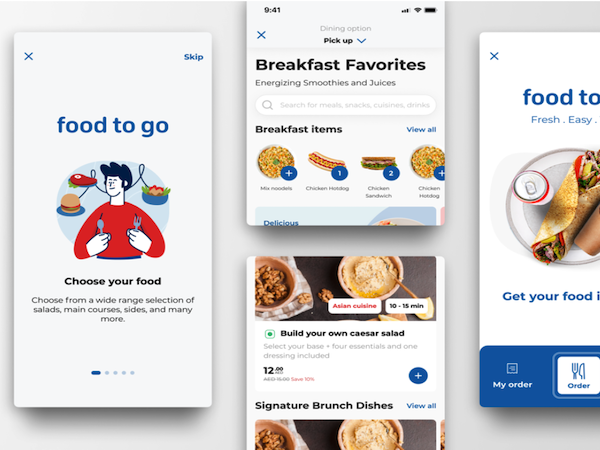 Skip
food to go
Choose your food
Choose from a wide range selection of
salads, main courses, sides, and many
more.
9:41
Dining option
Pick up
Breakfast Favorites
Energizing Smoothies and Juices
Search for meals, snacks, cuisines, drinks
Breakfast items
View all
1
2
Mix noodels
Chicken Hotdog
Chicken
Sandwich
Chicken
Hotdog
Delicious
Asian cuisine
10 - 15 min
Build your own caesar salad
Select your base + four essentials and one
dressing included
12.00
AED
AED 15.00 Save 10%
Signature Brunch Dishes
View all
food to
Fresh . Easy .
Get your food i
My order
Order